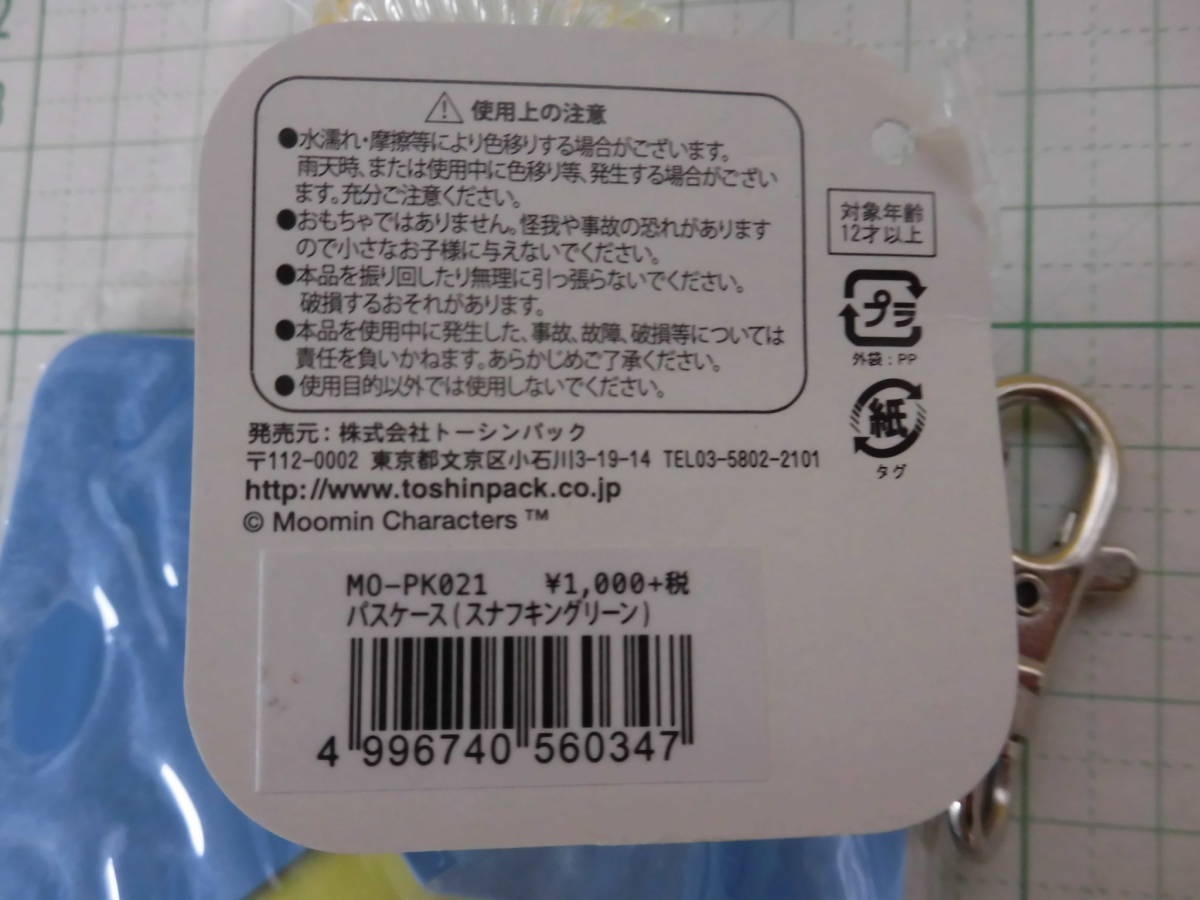 使用上の注意
●水濡れ・摩擦等により色移りする場合がございます。
雨天時、または使用中に色移り等、発生する場合がござい
ます。充分ご注意ください。
●おもちゃではありません。怪我や事故の恐れがあります
ので小さなお子様に与えないでください。
●本品を振り回したり無理に引っ張らないでください。
破損するおそれがあります。
●本品を使用中に発生した、事故、故障、破損等については
責任を負いかねます。あらかじめご了承ください。
●使用目的以外では使用しないでください。
対象年齢
12才以上
プラ
外袋：PP
紙
タグ
発売元：株式会社トーシンパック
〒112-0002 東京都文京区小石川3-19-14 TEL03-5802-2101
http://www.toshinpack.co.jp
© Moomin Characters ™
MO-PK021 ¥1,000+税
パスケース(スナフキングリーン)
4 996740 560347